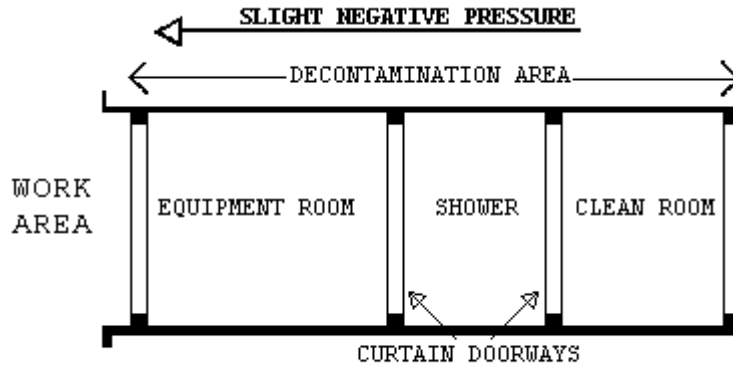 SLIGHT NEGATIVE PRESSURE
DECONTAMINATION AREA
WORK
AREA
EQUIPMENT ROOM
SHOWER
CLEAN ROOM
CURTAIN DOORWAYS